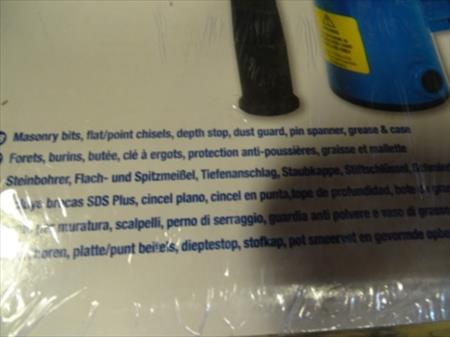 Masonry bits, flat/point chisels, depth stop, dust guard, pin spanner, grease & case
Forets, burins, butée, clé à ergots, protection anti-poussières, graisse et mallette
Steinbohrer, Flach- und Spitzmeißel, Tiefenanschlag, Staubkappe, Stiftschlüssel,
brocas SDS Plus, cincel plano, cincel en punta, tope de profundidad,
muratura, scalpelli, perno di serraggio, guardia anti polvere e vaso di grasso
platte/punt beitels, dieptestop, stofkap, pot smeervet en gevormde